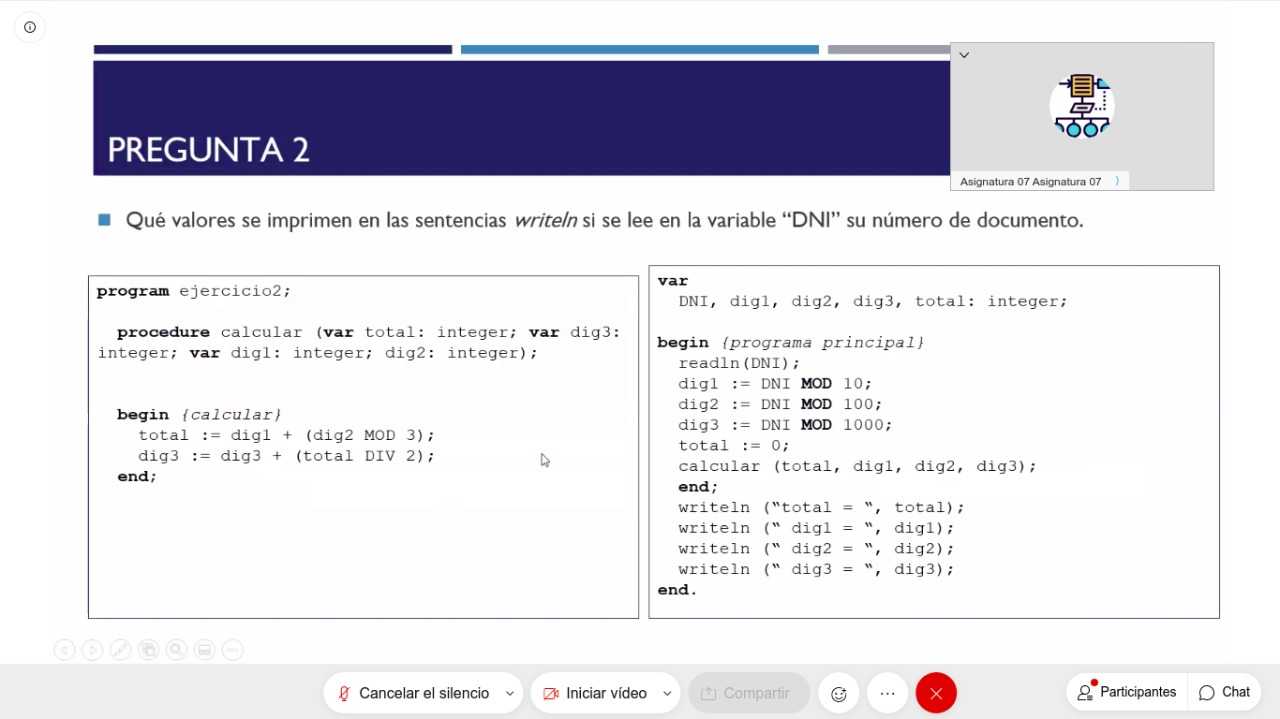 PREGUNTA 2
Asignatura 07 Asignatura 07
Qué valores se imprimen en las sentencias writeln si se lee en la variable “DNI” su número de documento.
program ejercicio2;
procedure calcular (var total: integer; var dig3:
integer; var dig1: integer; dig2: integer);
begin {calcular}
total := dig1 + (dig2 MOD 3);
dig3 := dig3 + (total DIV 2);
end;
var
DNI, dig1, dig2, dig3, total: integer;
begin {programa principal}
readln(DNI);
dig1 := DNI MOD 10;
dig2 := DNI MOD 100;
dig3 := DNI MOD 1000;
total := 0;
calcular (total, dig1, dig2, dig3);
end;
writeln (“total = “, total);
writeln (“ dig1 = “, dig1);
writeln (“ dig2 = “, dig2);
writeln (“ dig3 = “, dig3);
end.
Cancelar el silencio
Iniciar vídeo
Compartir
Participantes
Chat